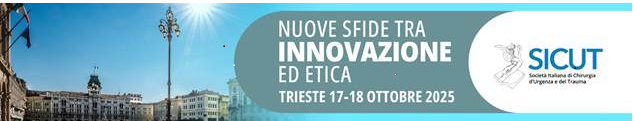 NUOVE SFIDE TRA
INNOVAZIONE
ED ETICA
TRIESTE 17-18 OTTOBRE 2025
SICUT
Società Italiana di Chirurgia
d'Urgenza e del Trauma